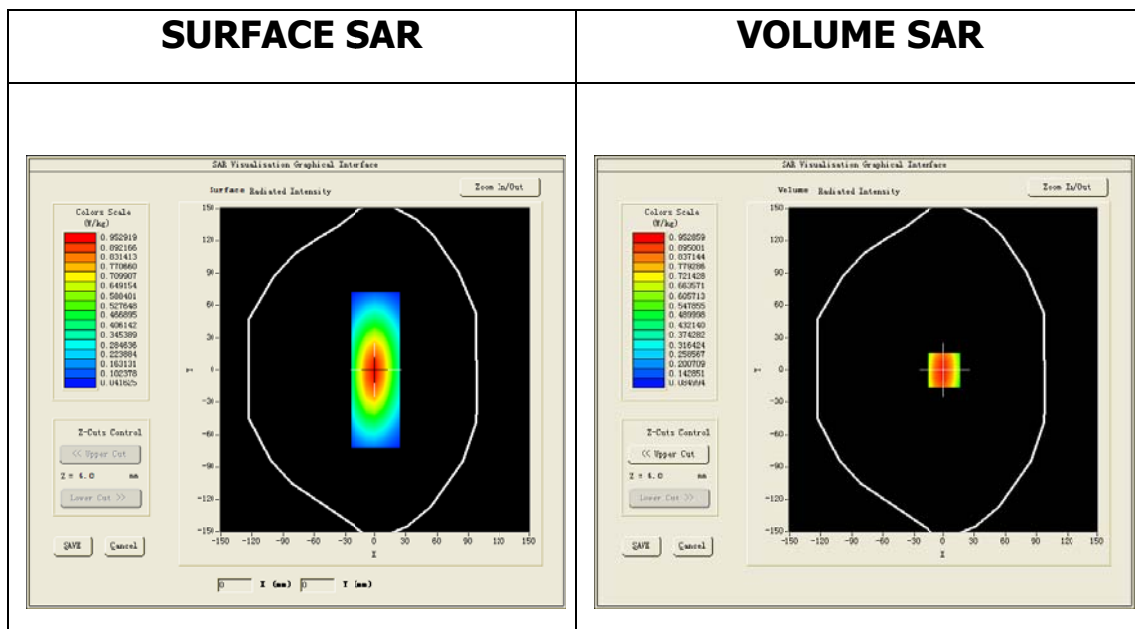 SURFACE SAR
VOLUME SAR
SAR Visualisation Graphical Interface
Surface Radiated Intensity
Zoom In/Out
Colors Scale
(W/kg)
0.952919
0.892166
0.831413
0.770660
0.709907
0.649154
0.588401
0.527648
0.466895
0.406142
0.345389
0.284636
0.223884
0.163131
0.102378
0.041625
Z-Cuts Control
<< Upper Cut
Z = 4.0 mm
Lower Cut >>
SAVE
Cancel
150
120
90
60
30
0
-30
-60
-90
-120
-150
Y
-150 -120 -90 -60 -30 0 30 60 90 120 150
X
0 X (mm) 0 Y (mm)
SAR Visualisation Graphical Interface
Volume Radiated Intensity
Zoom In/Out
Colors Scale
(W/kg)
0.952859
0.895001
0.837144
0.779286
0.721428
0.663571
0.605713
0.547855
0.489998
0.432140
0.374282
0.316424
0.258567
0.200709
0.142851
0.084994
Z-Cuts Control
<< Upper Cut
Z = 4.0 mm
Lower Cut >>
SAVE
Cancel
150
120
90
60
30
0
-30
-60
-90
-120
-150
Y
-150 -120 -90 -60 -30 0 30 60 90 120 150
X